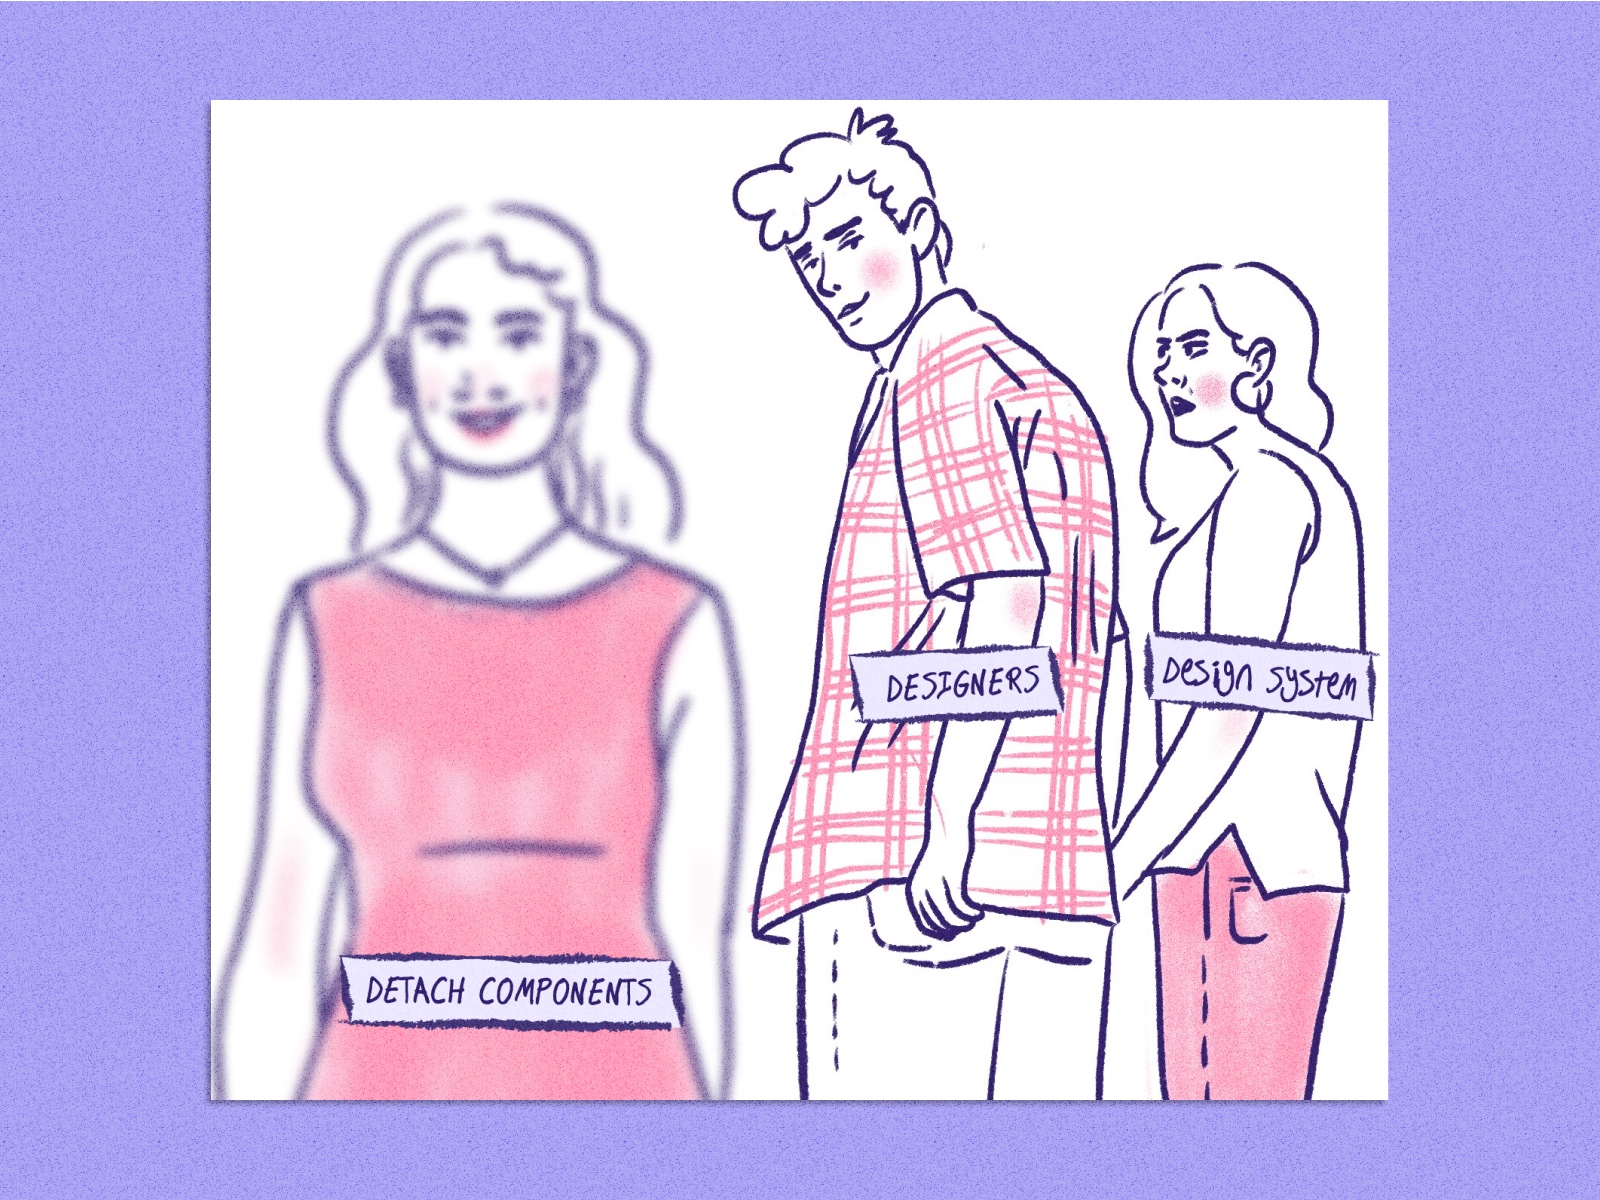 DESIGNERS
Design system
DETACH COMPONENTS